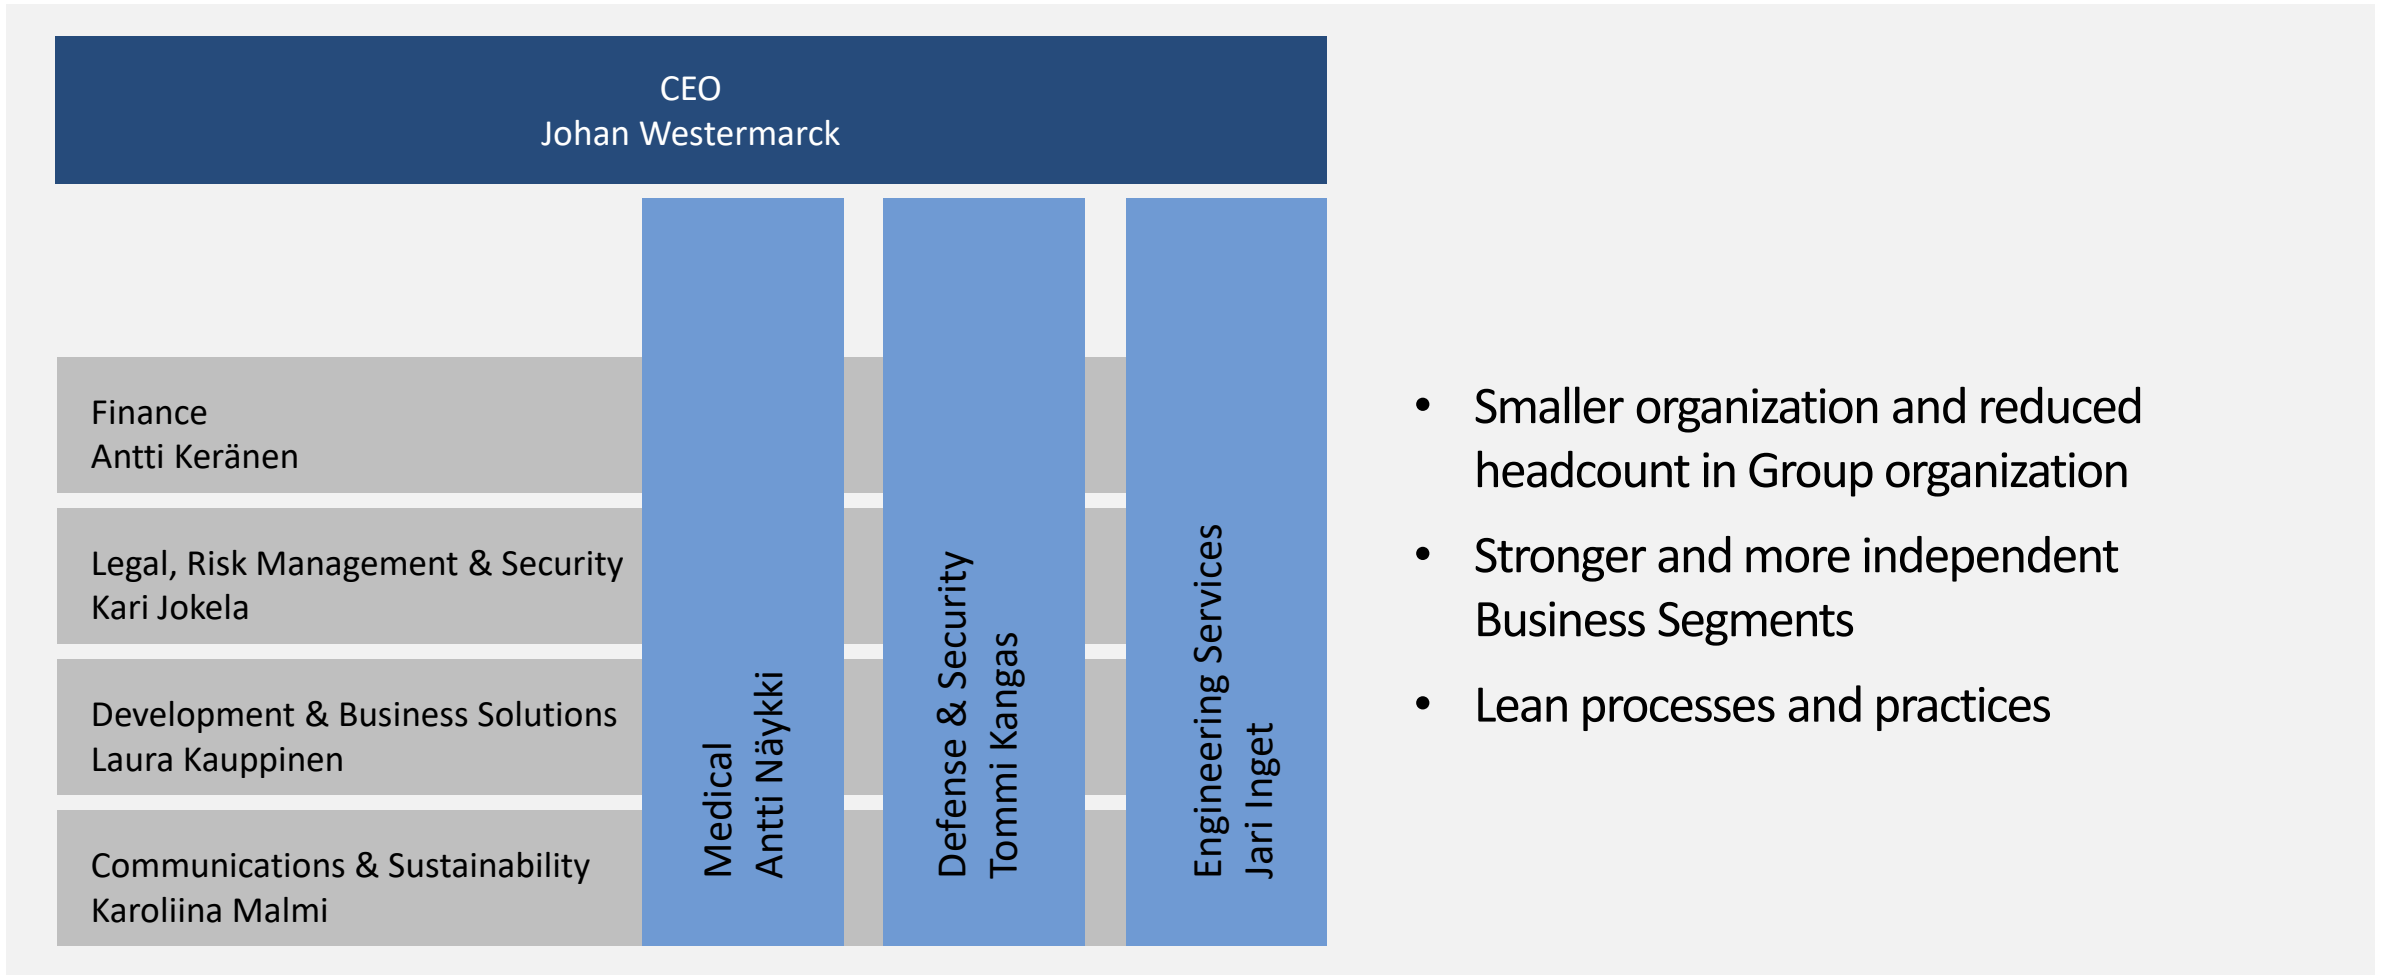 CEO
Johan Westermarck
Finance
Antti Keränen
Legal, Risk Management & Security
Kari Jokela
Development & Business Solutions
Laura Kauppinen
Communications & Sustainability
Karoliina Malmi
Medical
Antti Näykki
Defense & Security
Tommi Kangas
Engineering Services
Jari Inget
• Smaller organization and reduced
headcount in Group organization
• Stronger and more independent
Business Segments
• Lean processes and practices